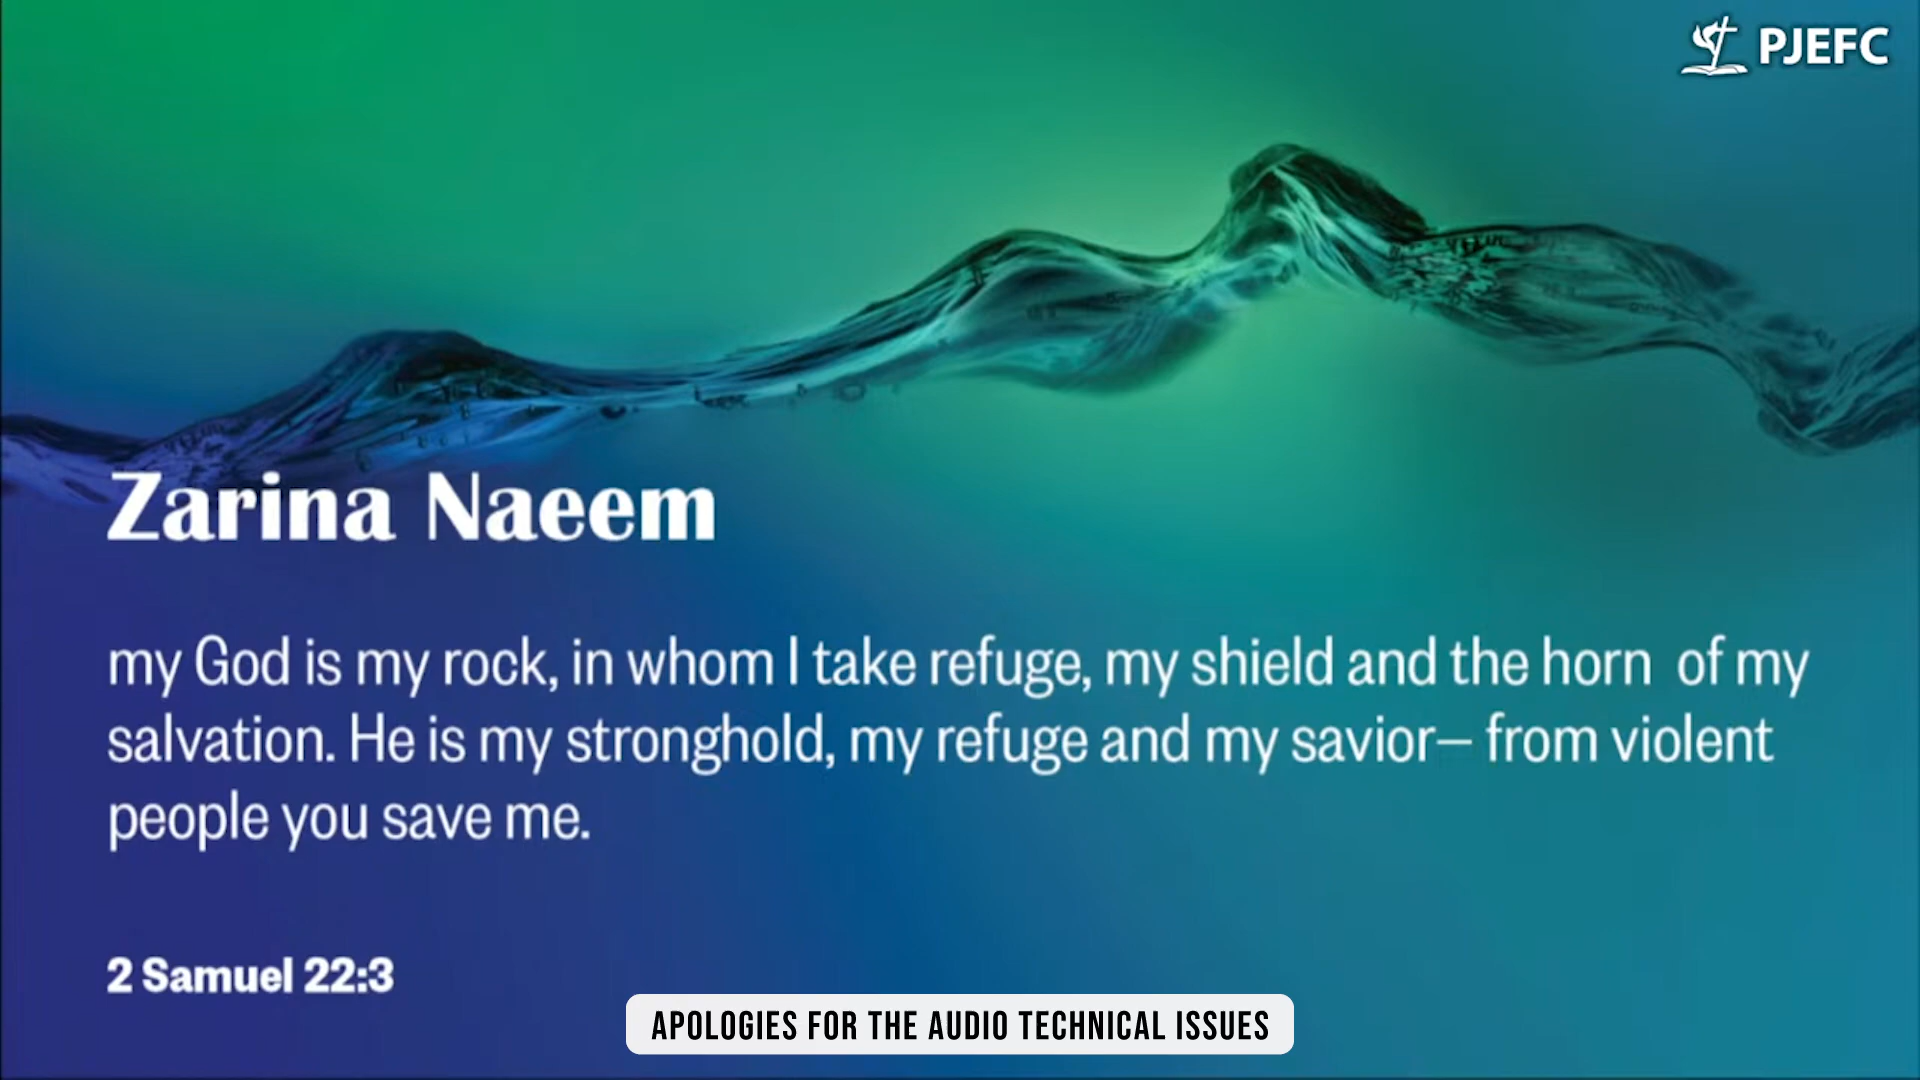 PJEFC
Zarina Naeem
my God is my rock, in whom I take refuge, my shield and the horn of my
salvation. He is my stronghold, my refuge and my savior— from violent
people you save me.
2 Samuel 22:3
APOLOGIES FOR THE AUDIO TECHNICAL ISSUES